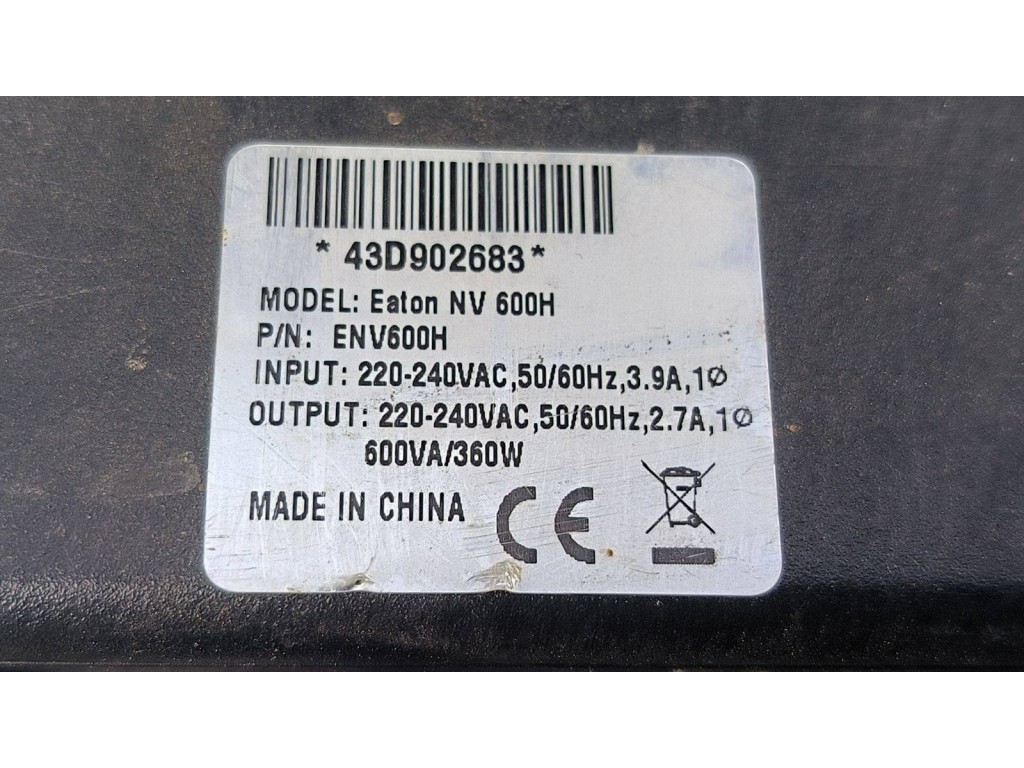 *43D902683*
MODEL: Eaton NV 600H
P/N: ENV600H
INPUT: 220-240VAC,50/60Hz,3.9A,1Ø
OUTPUT: 220-240VAC,50/60Hz,2.7A,1Ø
600VA/360W
MADE IN CHINA CE